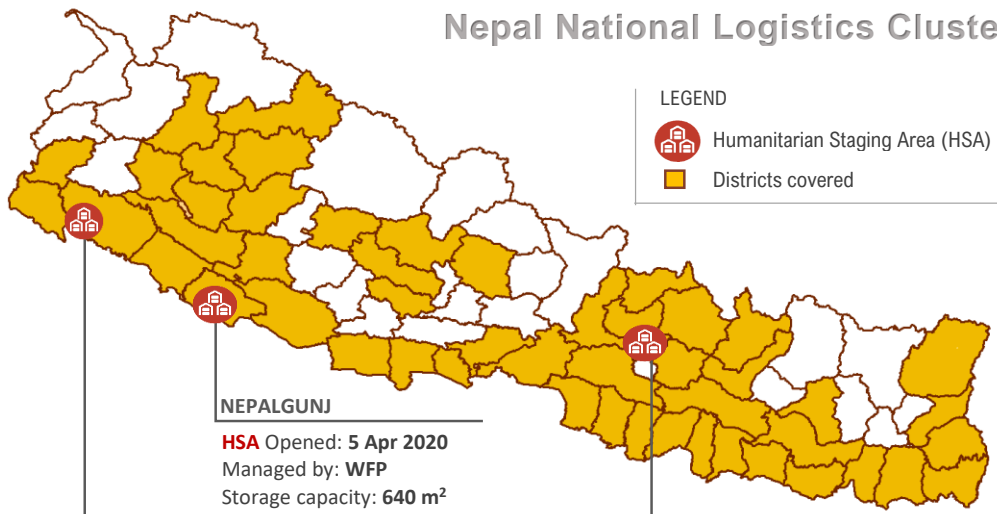 Nepal National Logistics Cluste
LEGEND
Humanitarian Staging Area (HSA)
Districts covered
NEPALGUNJ
HSA Opened: 5 Apr 2020
Managed by: WFP
Storage capacity: 640 m²